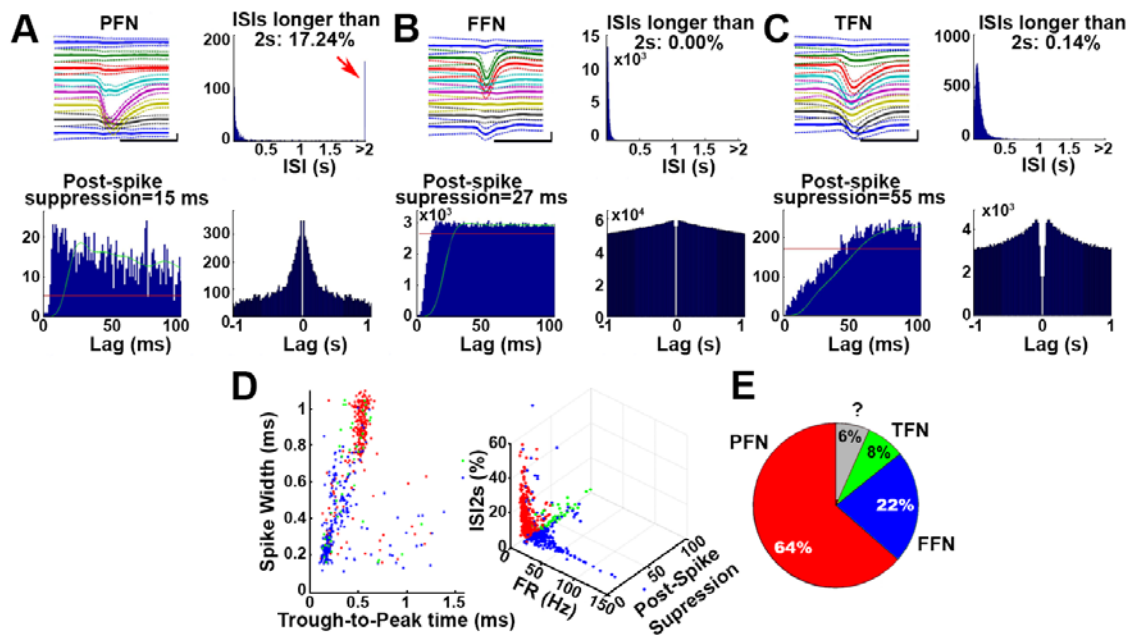 A
PFN
ISIs longer than
2s: 17.24%
200
150
100
50
0
0.5
1
1.5
>2
ISI (s)
Post-spike
suppression=15 ms
20
10
0
0
50
100
Lag (ms)
300
200
100
0
-1
0
1
Lag (s)
B
FFN
ISIs longer than
2s: 0.00%
15
x10³
10
5
0
0.5
1
1.5
>2
ISI (s)
Post-spike
suppression=27 ms
x10³
3
2
1
0
0
50
100
Lag (ms)
x10⁴
6
4
2
0
-1
0
1
Lag (s)
C
TFN
ISIs longer than
2s: 0.14%
1000
500
0
0.5
1
1.5
>2
ISI (s)
Post-spike
suppression=55 ms
200
100
0
0
50
100
Lag (ms)
x10³
4
2
0
-1
0
1
Lag (s)
D
Spike Width (ms)
1
0.8
0.6
0.4
0.2
0
0
0.5
1
1.5
Trough-to-Peak time (ms)
ISI2s (%)
60
40
20
0
0
50
100
150
FR (Hz)
0
50
100
Post-Spike
Supression
E
?
6%
TFN
8%
PFN
22%
FFN
64%